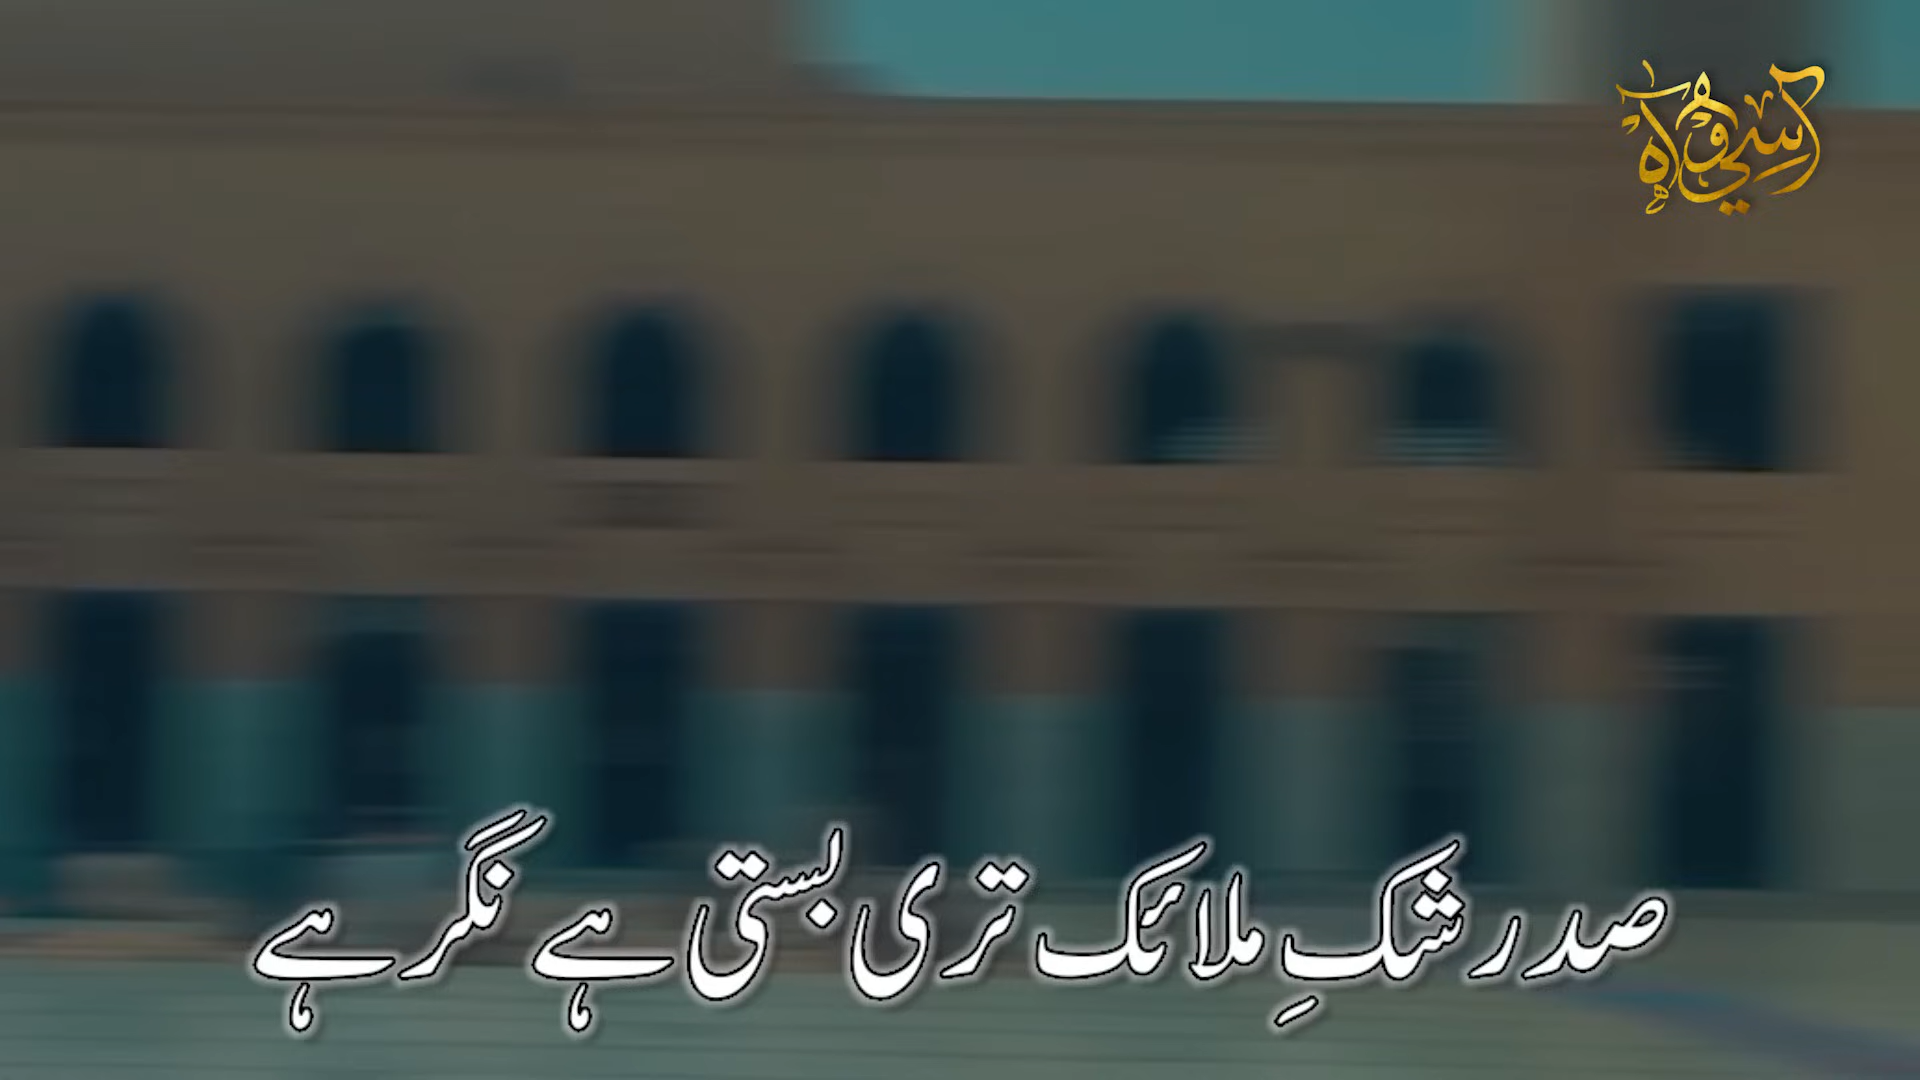 صد رشکِ ملائک تری بستی ہے نگر ہے